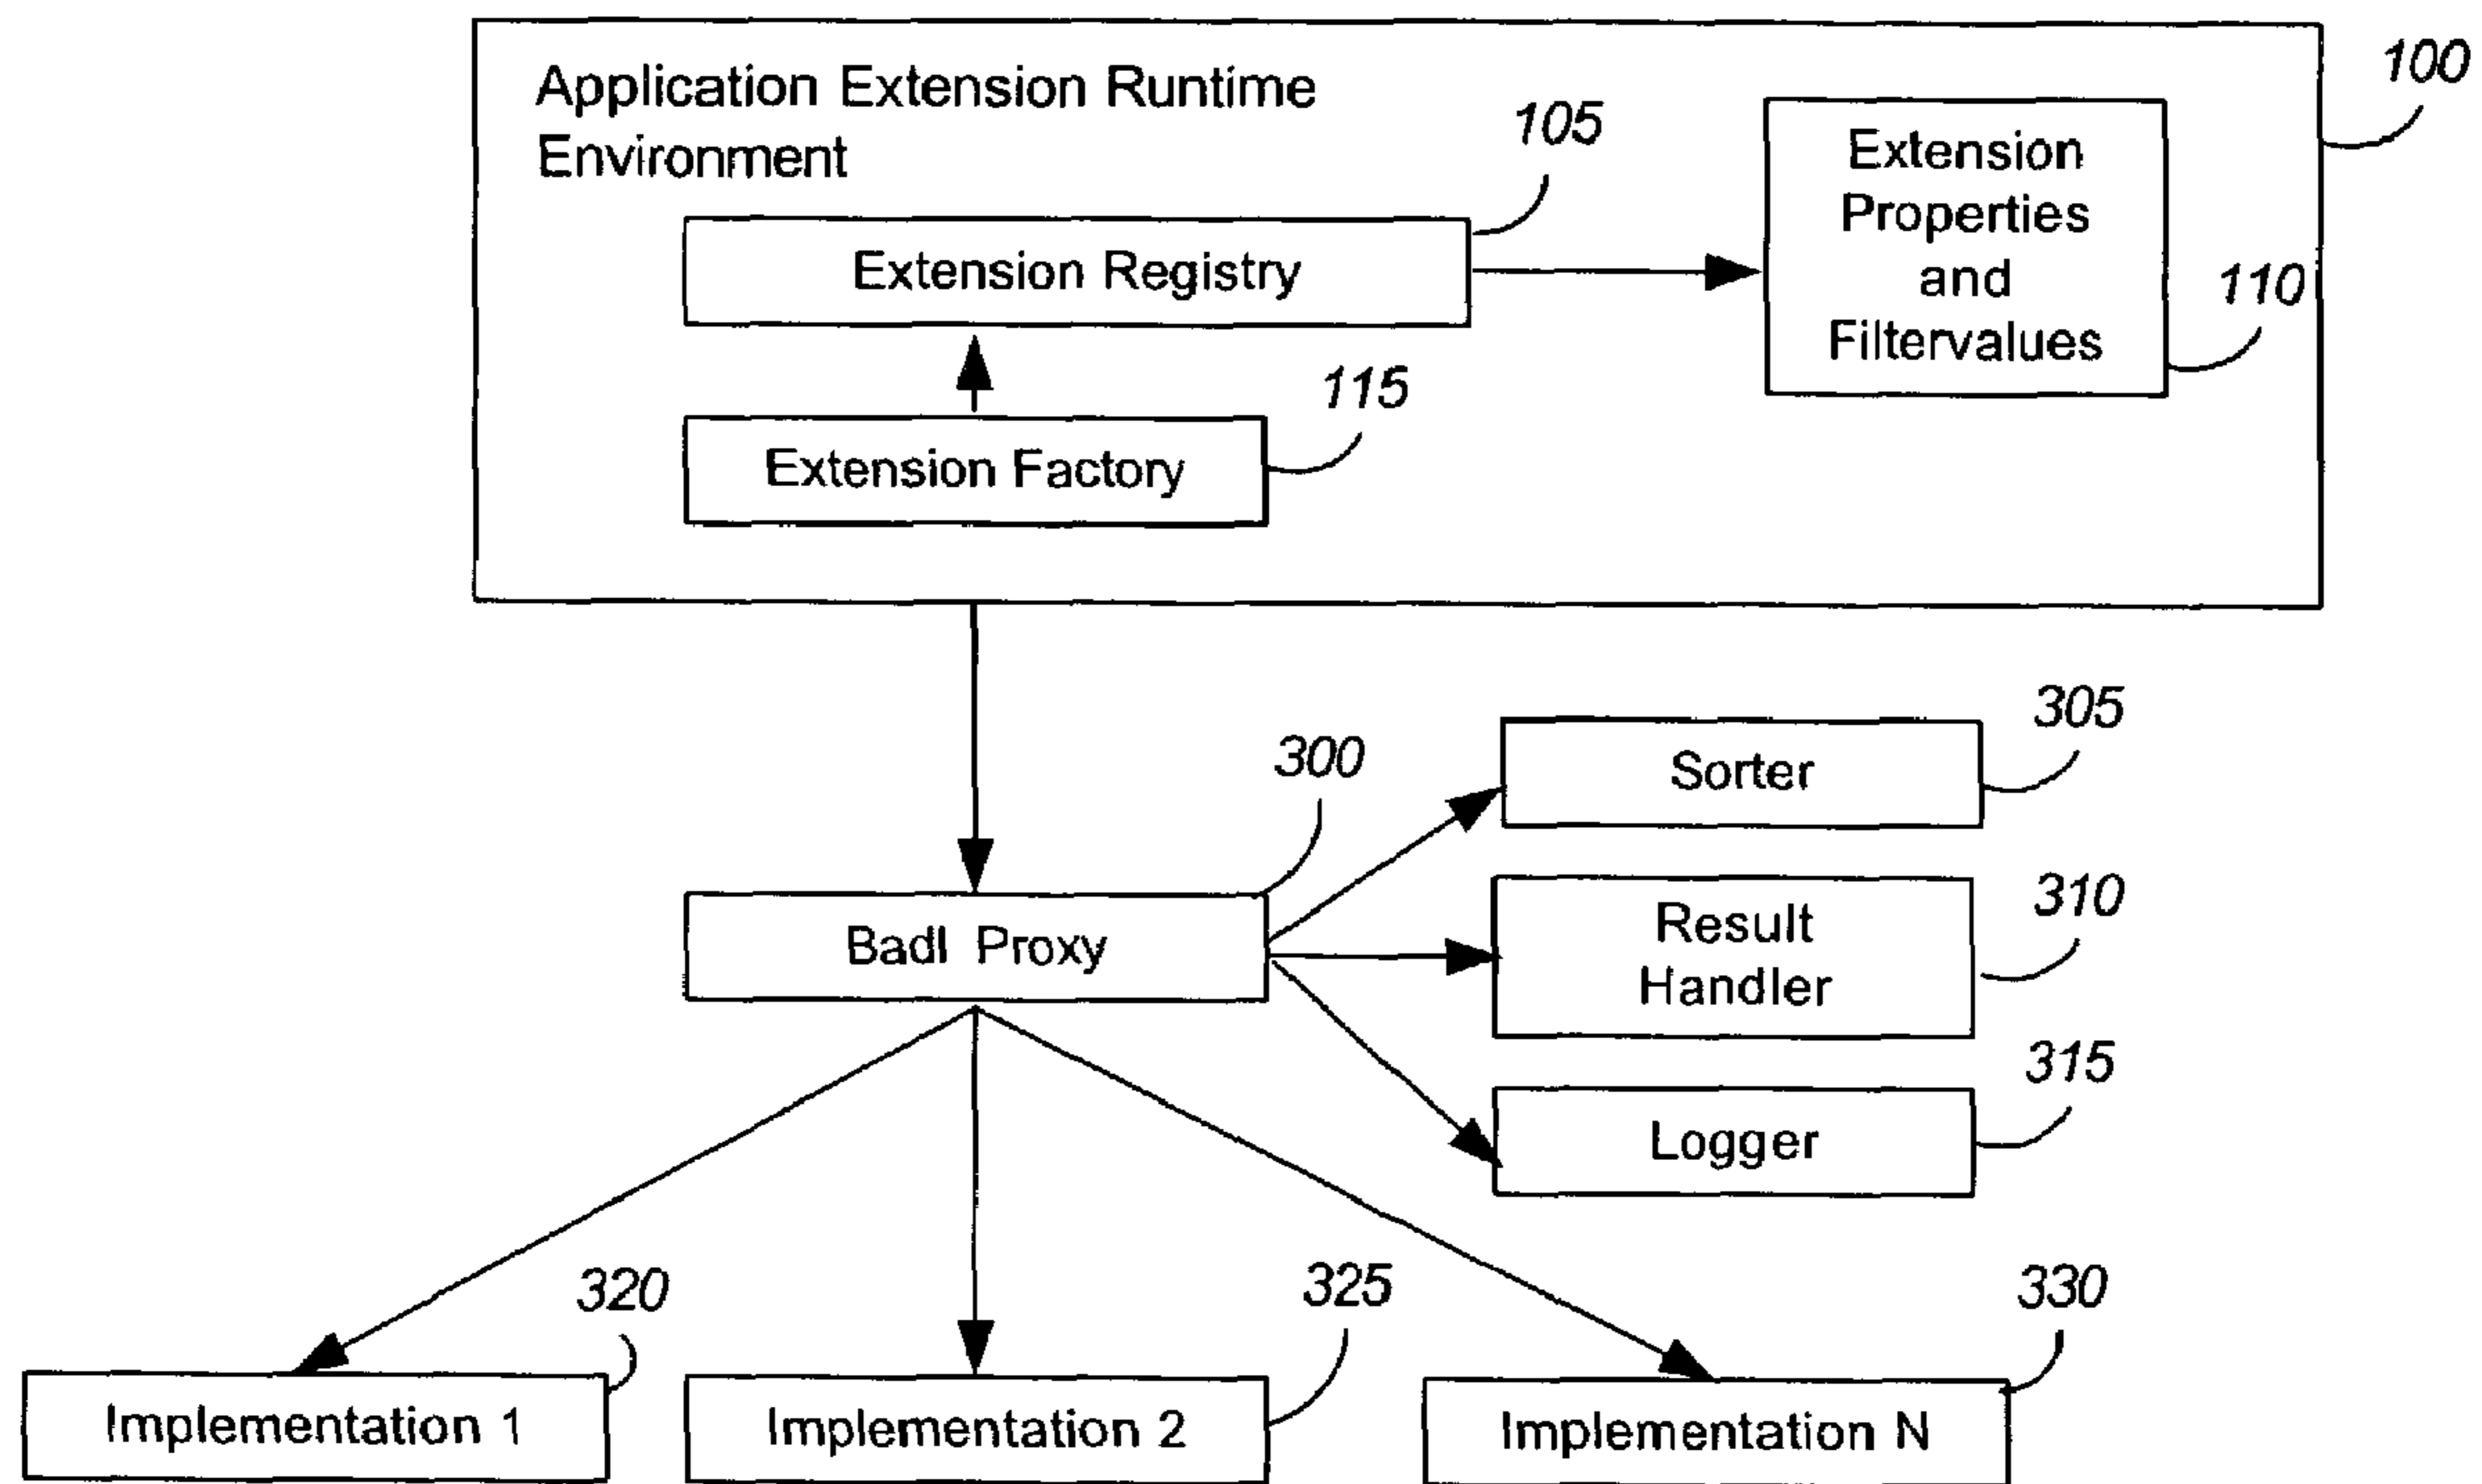 Application Extension Runtime
Environment
100
105
Extension
Properties
and
Filtervalues
110
Extension Registry
115
Extension Factory
305
Sorter
300
BadI Proxy
310
Result
Handler
315
Logger
320
325
330
Implementation 1
Implementation 2
Implementation N